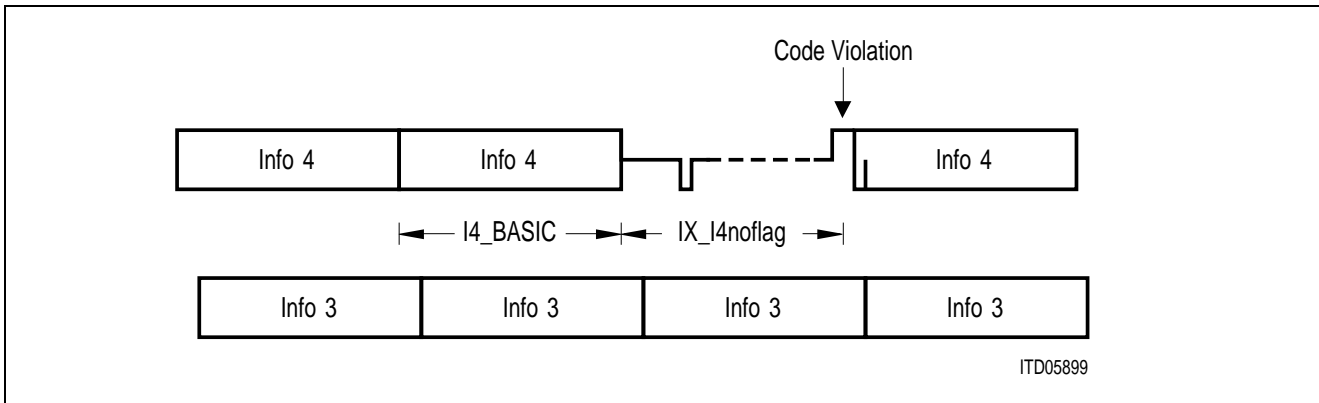 Code Violation
Info 4 Info 4 Info 4
I4_BASIC IX_I4noflag
Info 3 Info 3 Info 3 Info 3
ITD05899